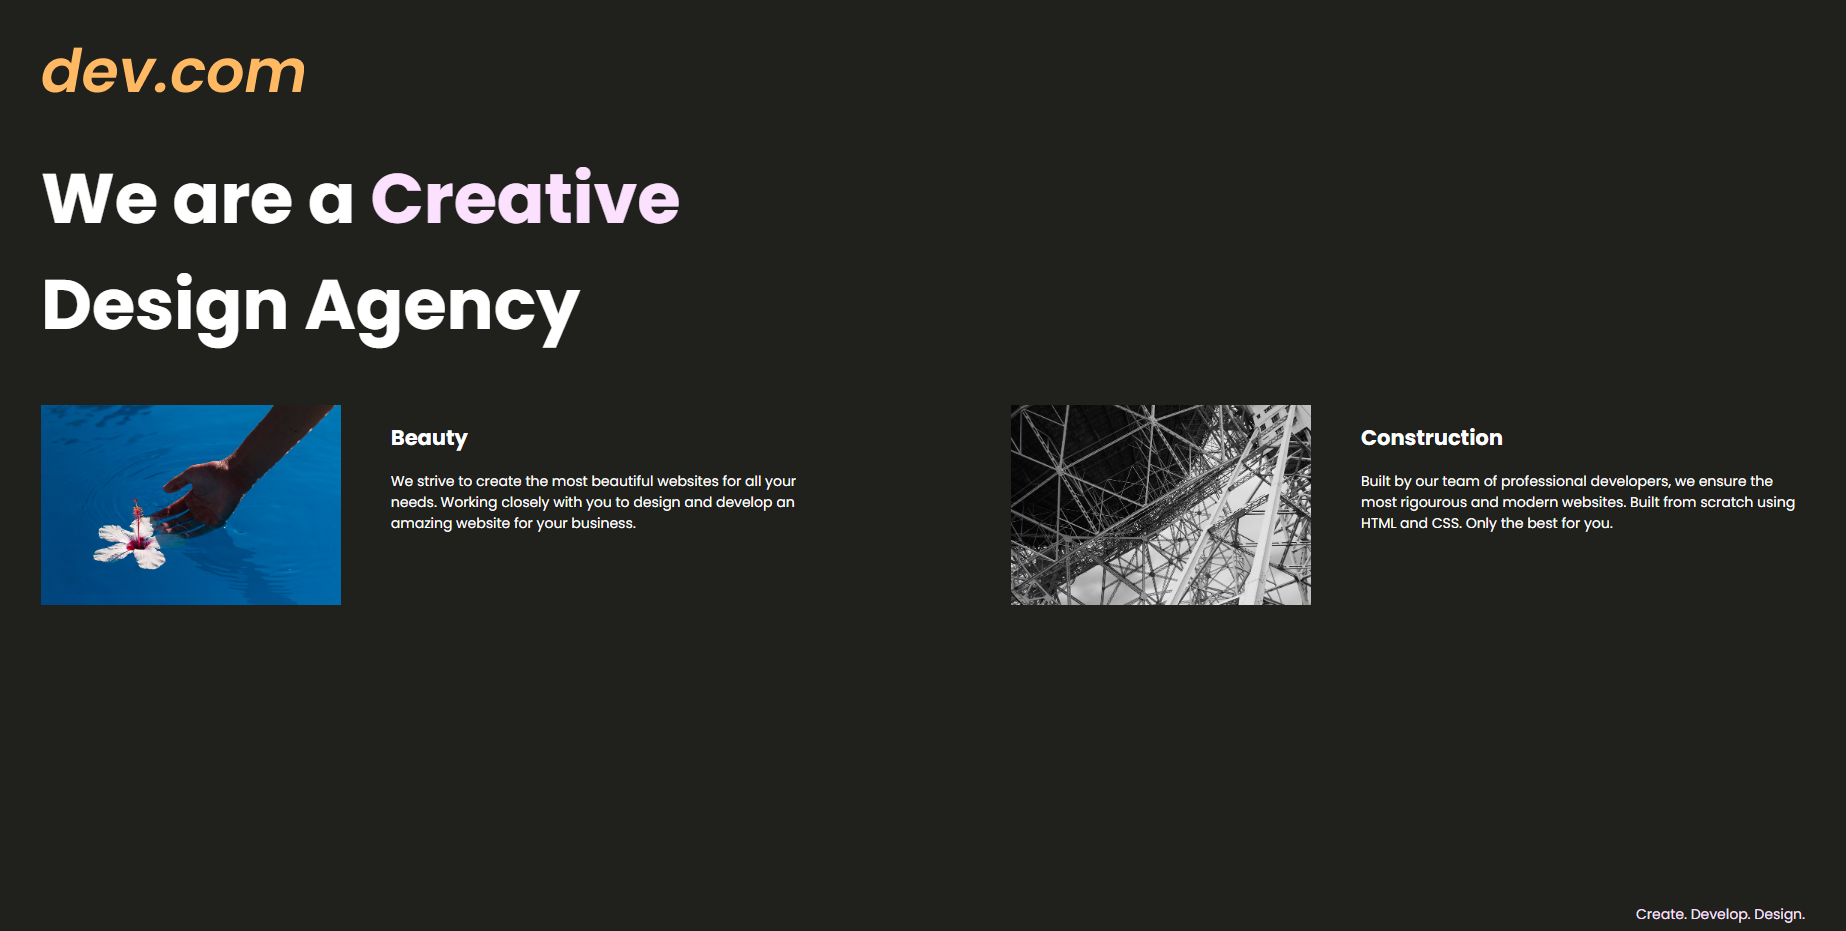 dev.com
We are a Creative
Design Agency
Beauty
We strive to create the most beautiful websites for all your
needs. Working closely with you to design and develop an
amazing website for your business.
Construction
Built by our team of professional developers, we ensure the
most rigourous and modern websites. Built from scratch using
HTML and CSS. Only the best for you.
Create. Develop. Design.